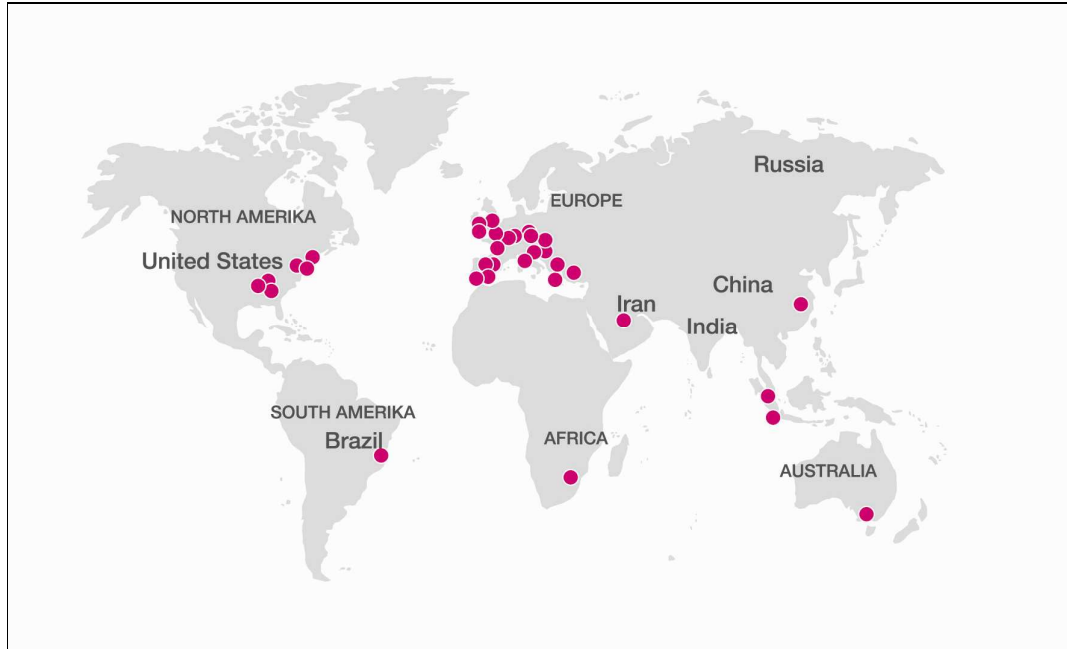 Russia
EUROPE
NORTH AMERIKA
United States
China
Iran
India
SOUTH AMERIKA
Brazil
AFRICA
AUSTRALIA